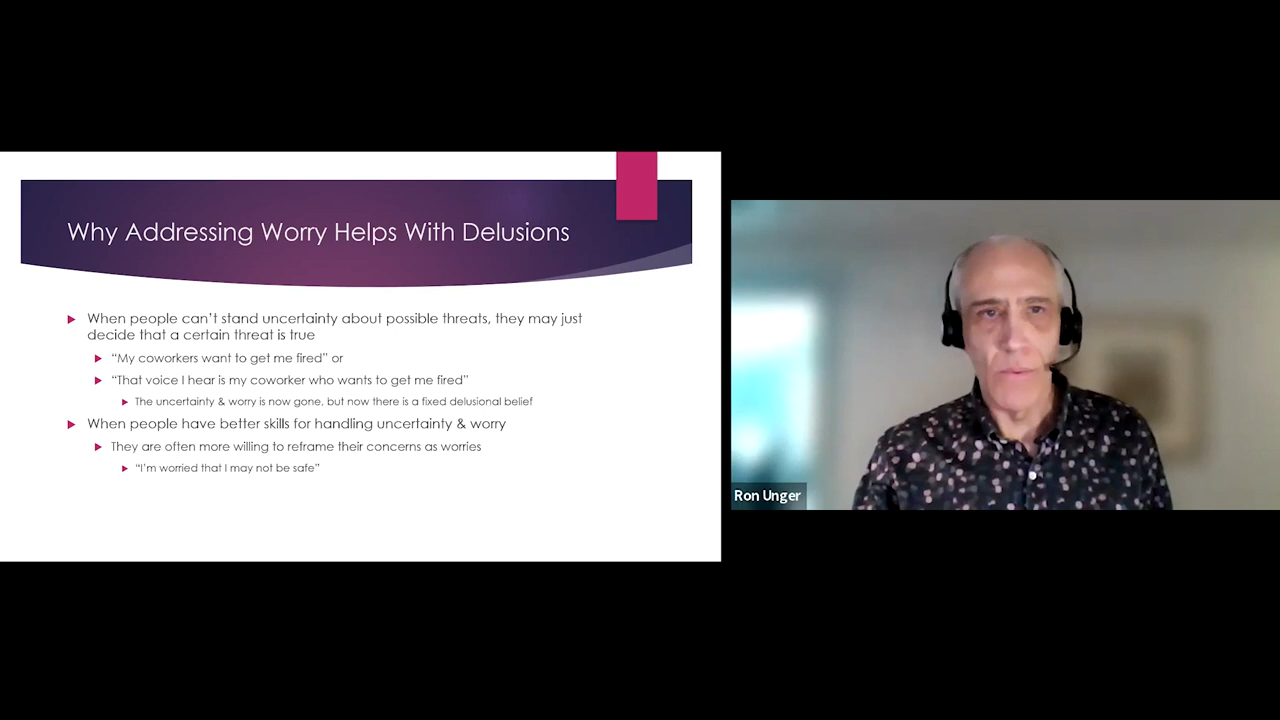 Why Addressing Worry Helps With Delusions
When people can’t stand uncertainty about possible threats, they may just
decide that a certain threat is true
“My coworkers want to get me fired” or
“That voice I hear is my coworker who wants to get me fired”
The uncertainty & worry is now gone, but now there is a fixed delusional belief
When people have better skills for handling uncertainty & worry
They are often more willing to reframe their concerns as worries
“I’m worried that I may not be safe”
Ron Unger